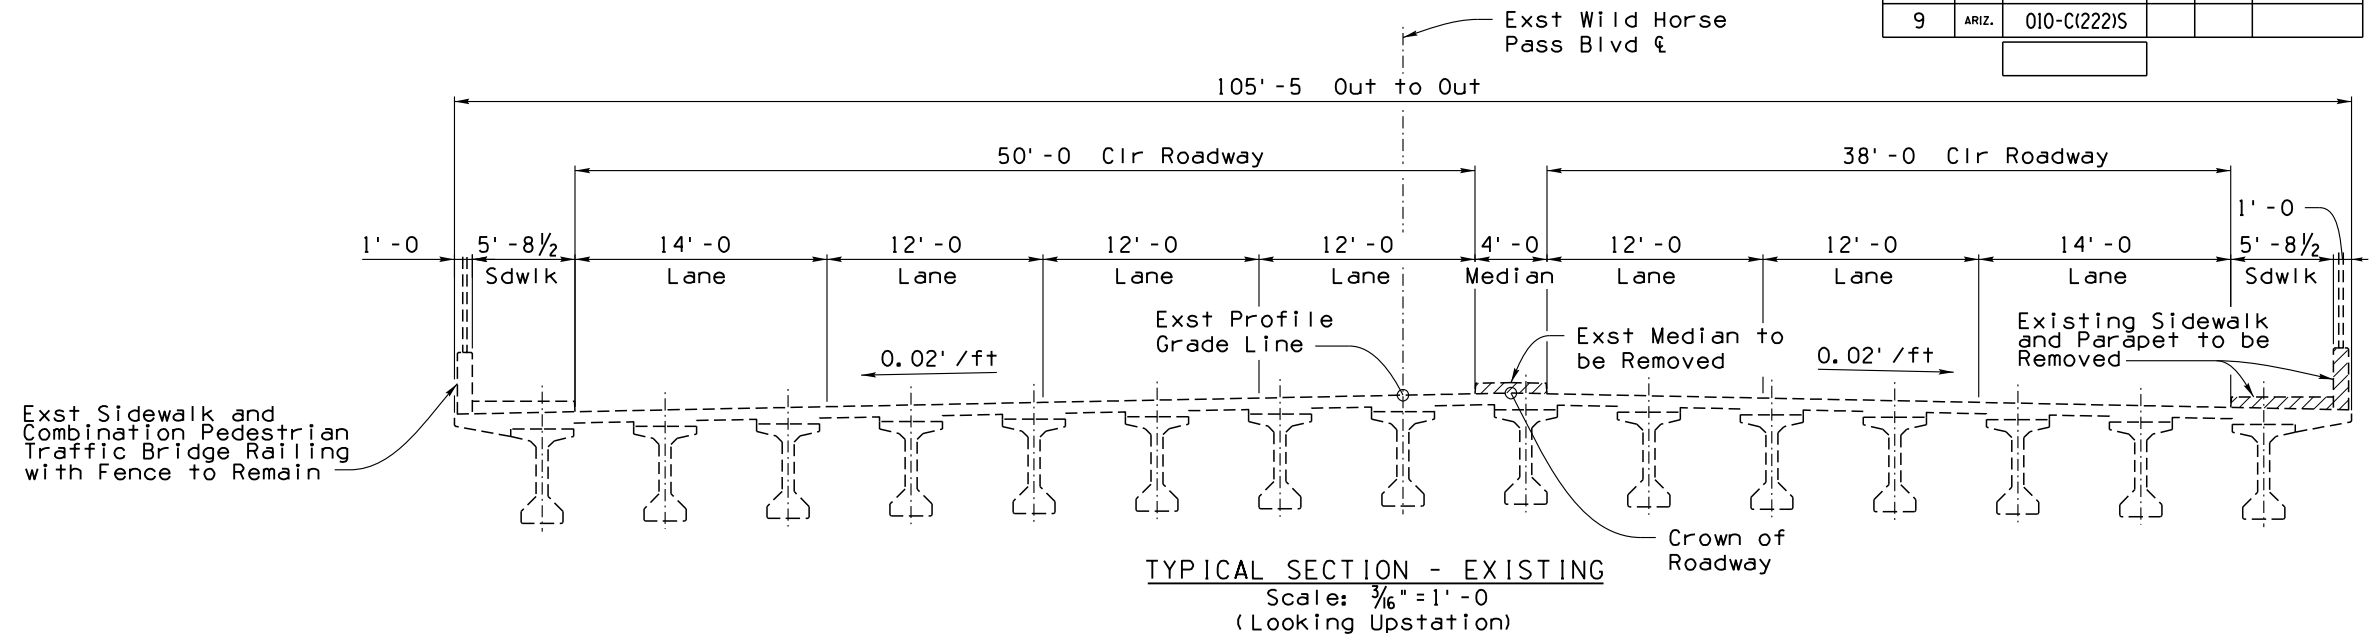 Exst Wild Horse
Pass Blvd ℄
9 ARIZ. 010-C(222)S
105'-5 Out to Out
50'-0 Clr Roadway
38'-0 Clr Roadway
1'-0
1'-0 5'-8½ 14'-0 12'-0 12'-0 12'-0 4'-0 12'-0 12'-0 14'-0 5'-8½
Sdwlk Lane Lane Lane Lane Median Lane Lane Lane Sdwlk
Exst Profile
Grade Line
Exst Median to
be Removed
Existing Sidewalk
and Parapet to be
Removed
0.02'/ft
0.02'/ft
Exst Sidewalk and
Combination Pedestrian
Traffic Bridge Railing
with Fence to Remain
Crown of
Roadway
TYPICAL SECTION - EXISTING
Scale: 3/16"=1'-0
(Looking Upstation)